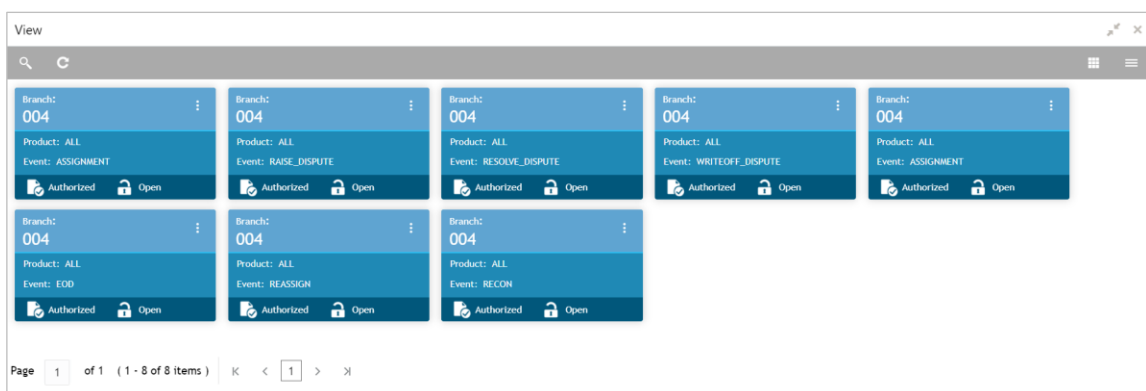 View
Branch: Branch: Branch: Branch: Branch:
004 004 004 004 004
Product: ALL Product: ALL Product: ALL Product: ALL Product: ALL
Event: ASSIGNMENT Event: RAISE_DISPUTE Event: RESOLVE_DISPUTE Event: WRITEOFF_DISPUTE Event: ASSIGNMENT
Authorized Open Authorized Open Authorized Open Authorized Open Authorized Open
Branch: Branch: Branch:
004 004 004
Product: ALL Product: ALL Product: ALL
Event: EOD Event: REASSIGN Event: RECON
Authorized Open Authorized Open Authorized Open
Page 1 of 1 ( 1 - 8 of 8 items ) 1